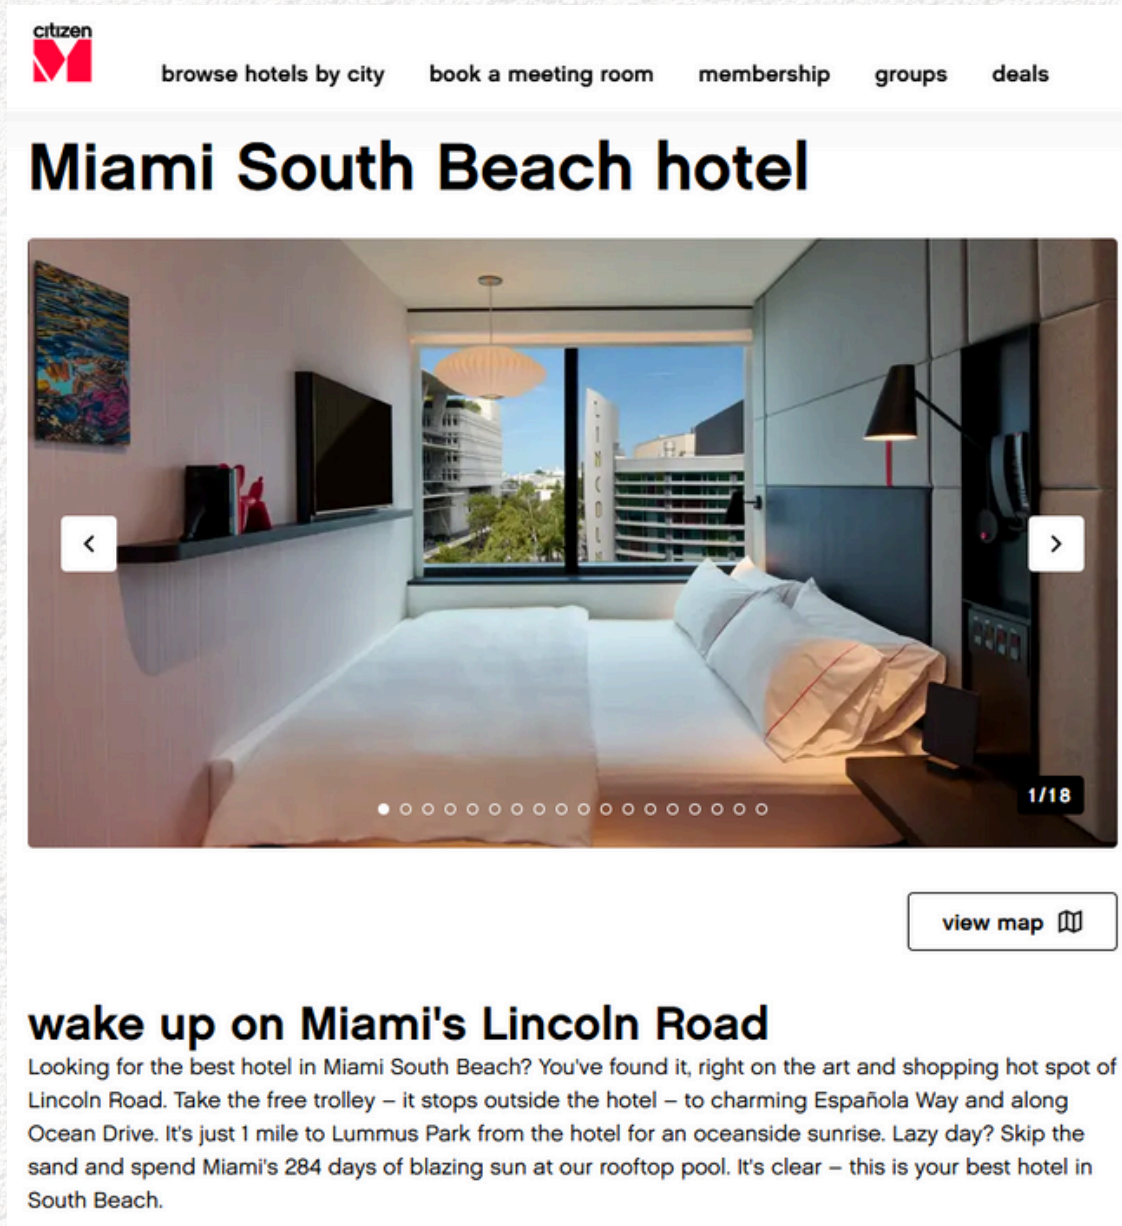 citizen
M
browse hotels by city book a meeting room membership groups deals
Miami South Beach hotel
LINCOLN
1/18
view map
wake up on Miami's Lincoln Road
Looking for the best hotel in Miami South Beach? You've found it, right on the art and shopping hot spot of
Lincoln Road. Take the free trolley – it stops outside the hotel – to charming Española Way and along
Ocean Drive. It's just 1 mile to Lummus Park from the hotel for an oceanside sunrise. Lazy day? Skip the
sand and spend Miami's 284 days of blazing sun at our rooftop pool. It's clear – this is your best hotel in
South Beach.